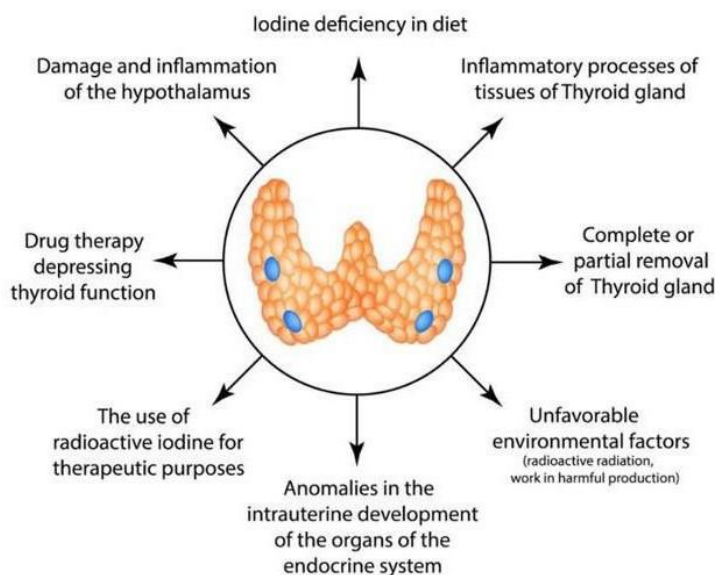 Iodine deficiency in diet
Damage and inflammation
of the hypothalamus
Inflammatory processes of
tissues of Thyroid gland
Drug therapy
depressing
thyroid function
Complete or
partial removal
of Thyroid gland
The use of
radioactive iodine for
therapeutic purposes
Unfavorable
environmental factors
(radioactive radiation,
work in harmful production)
Anomalies in the
intrauterine development
of the organs of the
endocrine system